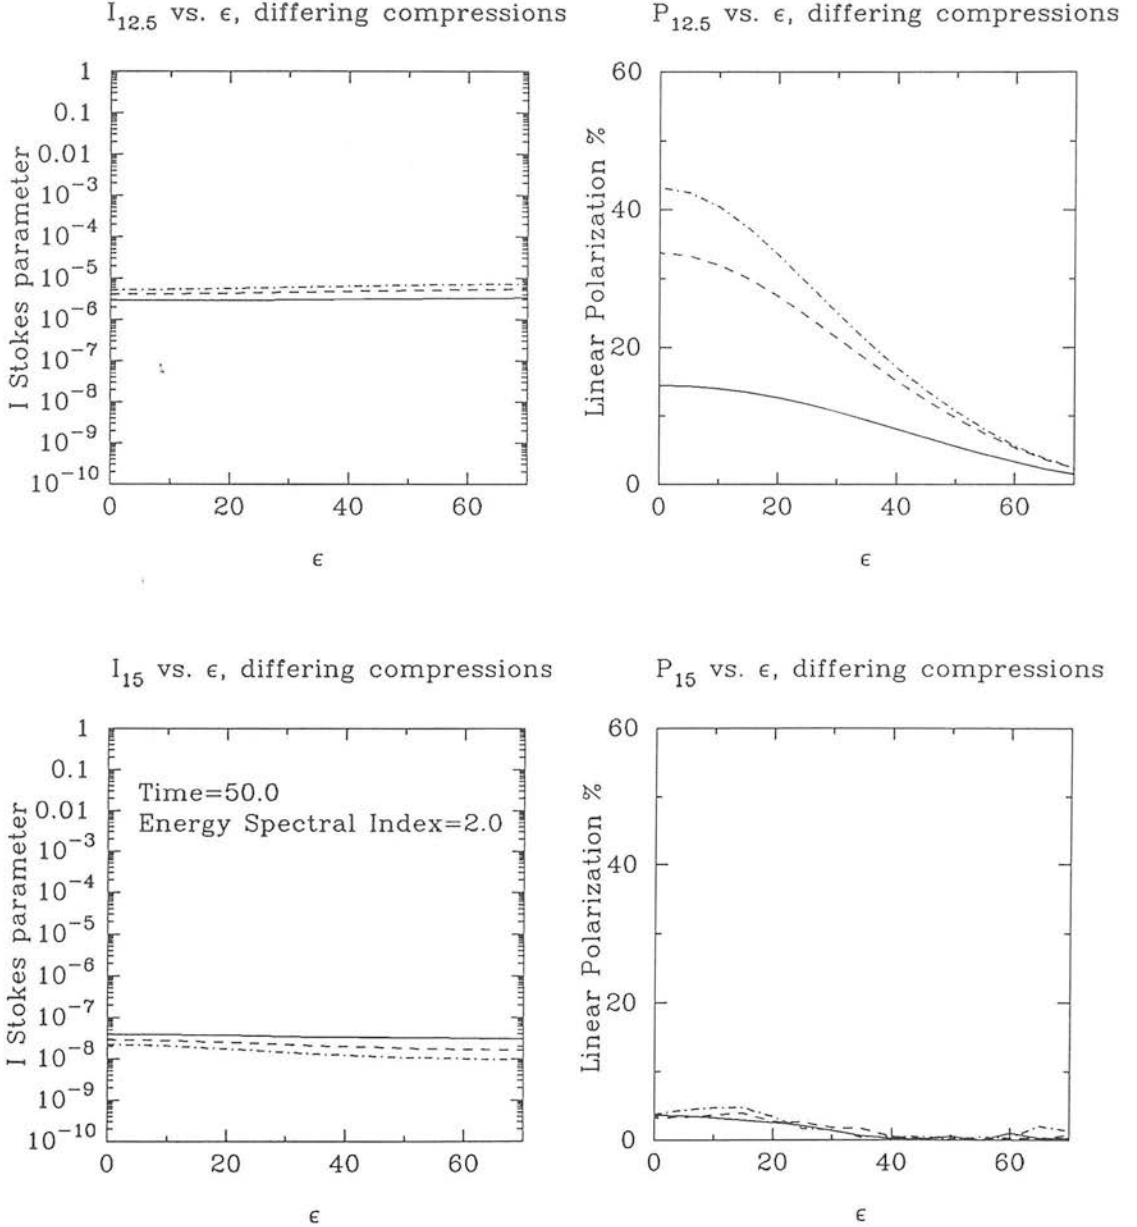 I12.5 vs. ϵ, differing compressions
P12.5 vs. ϵ, differing compressions
I Stokes parameter
1
0.1
0.01
10−3
10−4
10−5
10−6
10−7
10−8
10−9
10−10
0 20 40 60
ϵ
Linear Polarization %
60
40
20
0
0 20 40 60
ϵ
I15 vs. ϵ, differing compressions
P15 vs. ϵ, differing compressions
I Stokes parameter
1
0.1
0.01
10−3
10−4
10−5
10−6
10−7
10−8
10−9
10−10
Time=50.0
Energy Spectral Index=2.0
0 20 40 60
ϵ
Linear Polarization %
60
40
20
0
0 20 40 60
ϵ